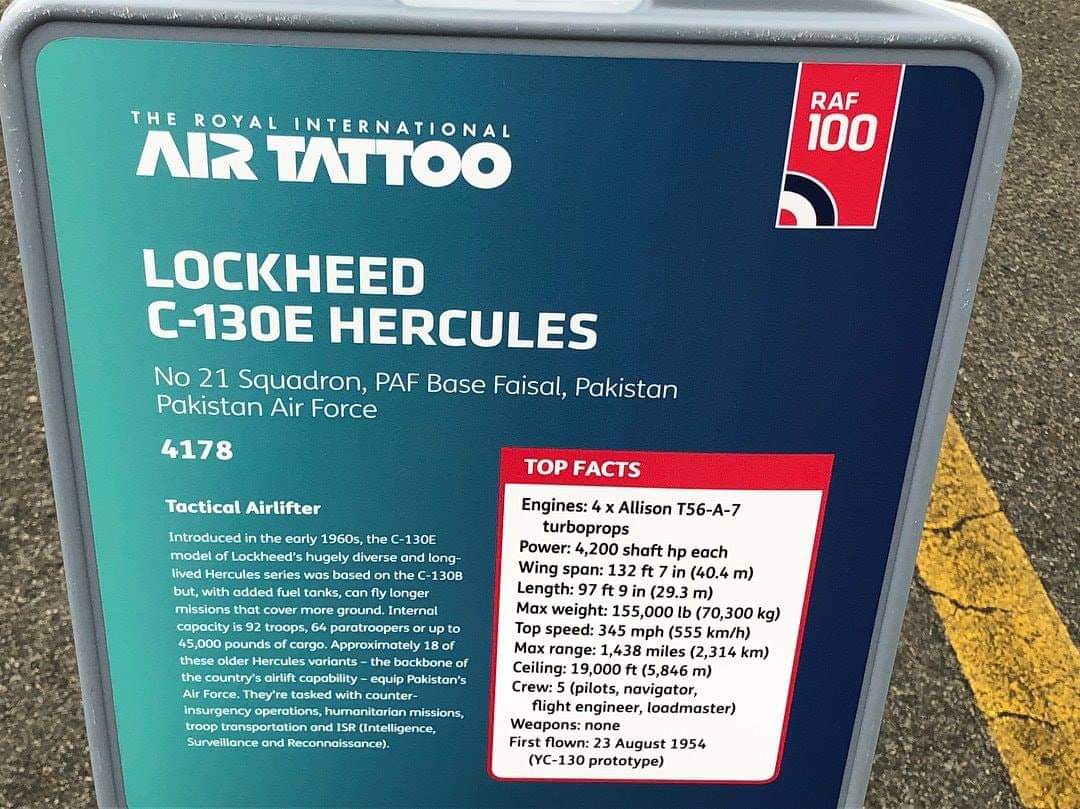 THE ROYAL INTERNATIONAL
AIR TATTOO
RAF
100
LOCKHEED
C-130E HERCULES
No 21 Squadron, PAF Base Faisal, Pakistan
Pakistan Air Force
4178
Tactical Airlifter
Introduced in the early 1960s, the C-130E
model of Lockheed's hugely diverse and long-
lived Hercules series was based on the C-130B
but, with added fuel tanks, can fly longer
missions that cover more ground. Internal
capacity is 92 troops, 64 paratroopers or up to
45,000 pounds of cargo. Approximately 18 of
these older Hercules variants – the backbone of
the country's airlift capability – equip Pakistan's
Air Force. They're tasked with counter-
insurgency operations, humanitarian missions,
troop transportation and ISR (Intelligence,
Surveillance and Reconnaissance).
TOP FACTS
Engines: 4 x Allison T56-A-7
turboprops
Power: 4,200 shaft hp each
Wing span: 132 ft 7 in (40.4 m)
Length: 97 ft 9 in (29.3 m)
Max weight: 155,000 lb (70,300 kg)
Top speed: 345 mph (555 km/h)
Max range: 1,438 miles (2,314 km)
Ceiling: 19,000 ft (5,846 m)
Crew: 5 (pilots, navigator,
flight engineer, loadmaster)
Weapons: none
First flown: 23 August 1954
(YC-130 prototype)